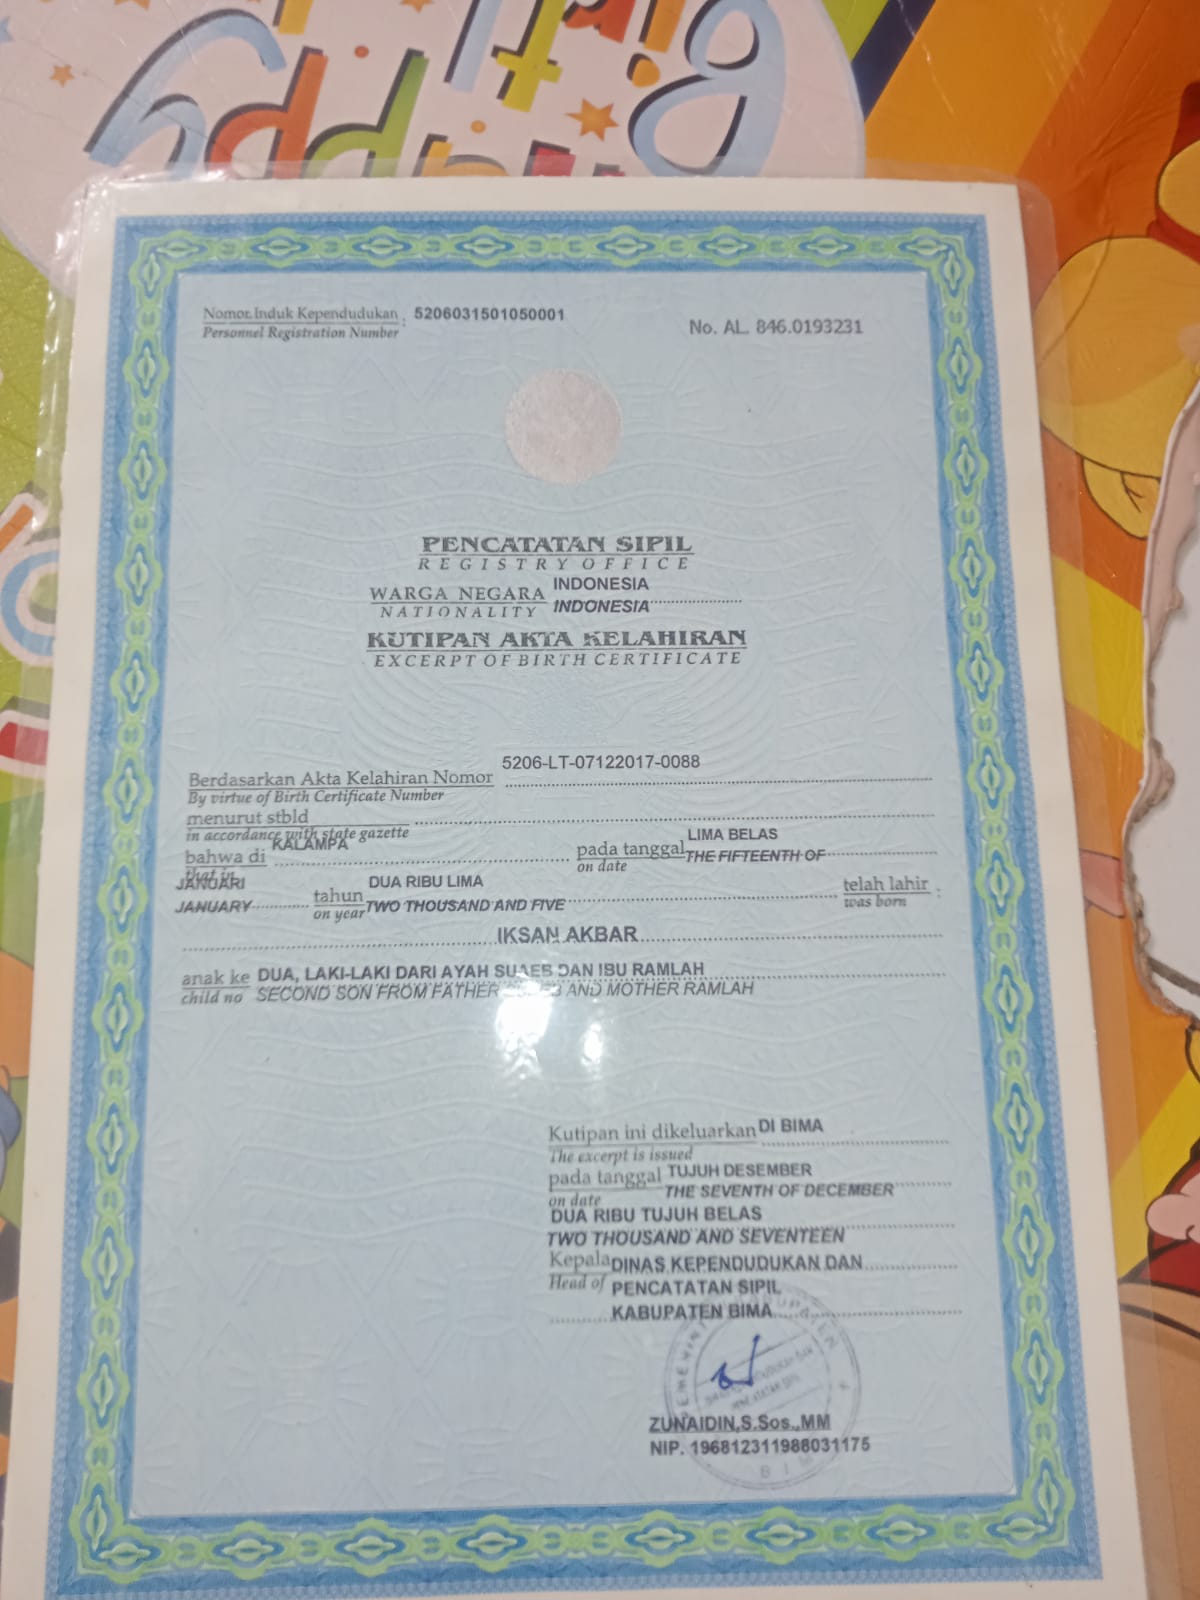 Happy Birt
Nomor Induk Kependudukan : 5206031501050001
Personnel Registration Number
No. AL. 846.0193231
PENCATATAN SIPIL
REGISTRY OFFICE
WARGA NEGARA INDONESIA
NATIONALITY INDONESIA
KUTIPAN AKTA KELAHIRAN
EXCERPT OF BIRTH CERTIFICATE
Berdasarkan Akta Kelahiran Nomor 5206-LT-07122017-0088
By virtue of Birth Certificate Number
menurut stbld
in accordance with state gazette
bahwa di KALAMPA pada tanggal LIMA BELAS
that in on date THE FIFTEENTH OF
JANUARI tahun DUA RIBU LIMA telah lahir :
JANUARY on year TWO THOUSAND AND FIVE was born
IKSAN AKBAR
anak ke DUA, LAKI-LAKI DARI AYAH SUAEB DAN IBU RAMLAH
child no SECOND SON FROM FATHER AND MOTHER RAMLAH
Kutipan ini dikeluarkan DI BIMA
The excerpt is issued
pada tanggal TUJUH DESEMBER
on date THE SEVENTH OF DECEMBER
DUA RIBU TUJUH BELAS
TWO THOUSAND AND SEVENTEEN
Kepala DINAS KEPENDUDUKAN DAN
Head of PENCATATAN SIPIL
KABUPATEN BIMA
ZUNAIDIN,S.Sos.,MM
NIP. 196812311988031175